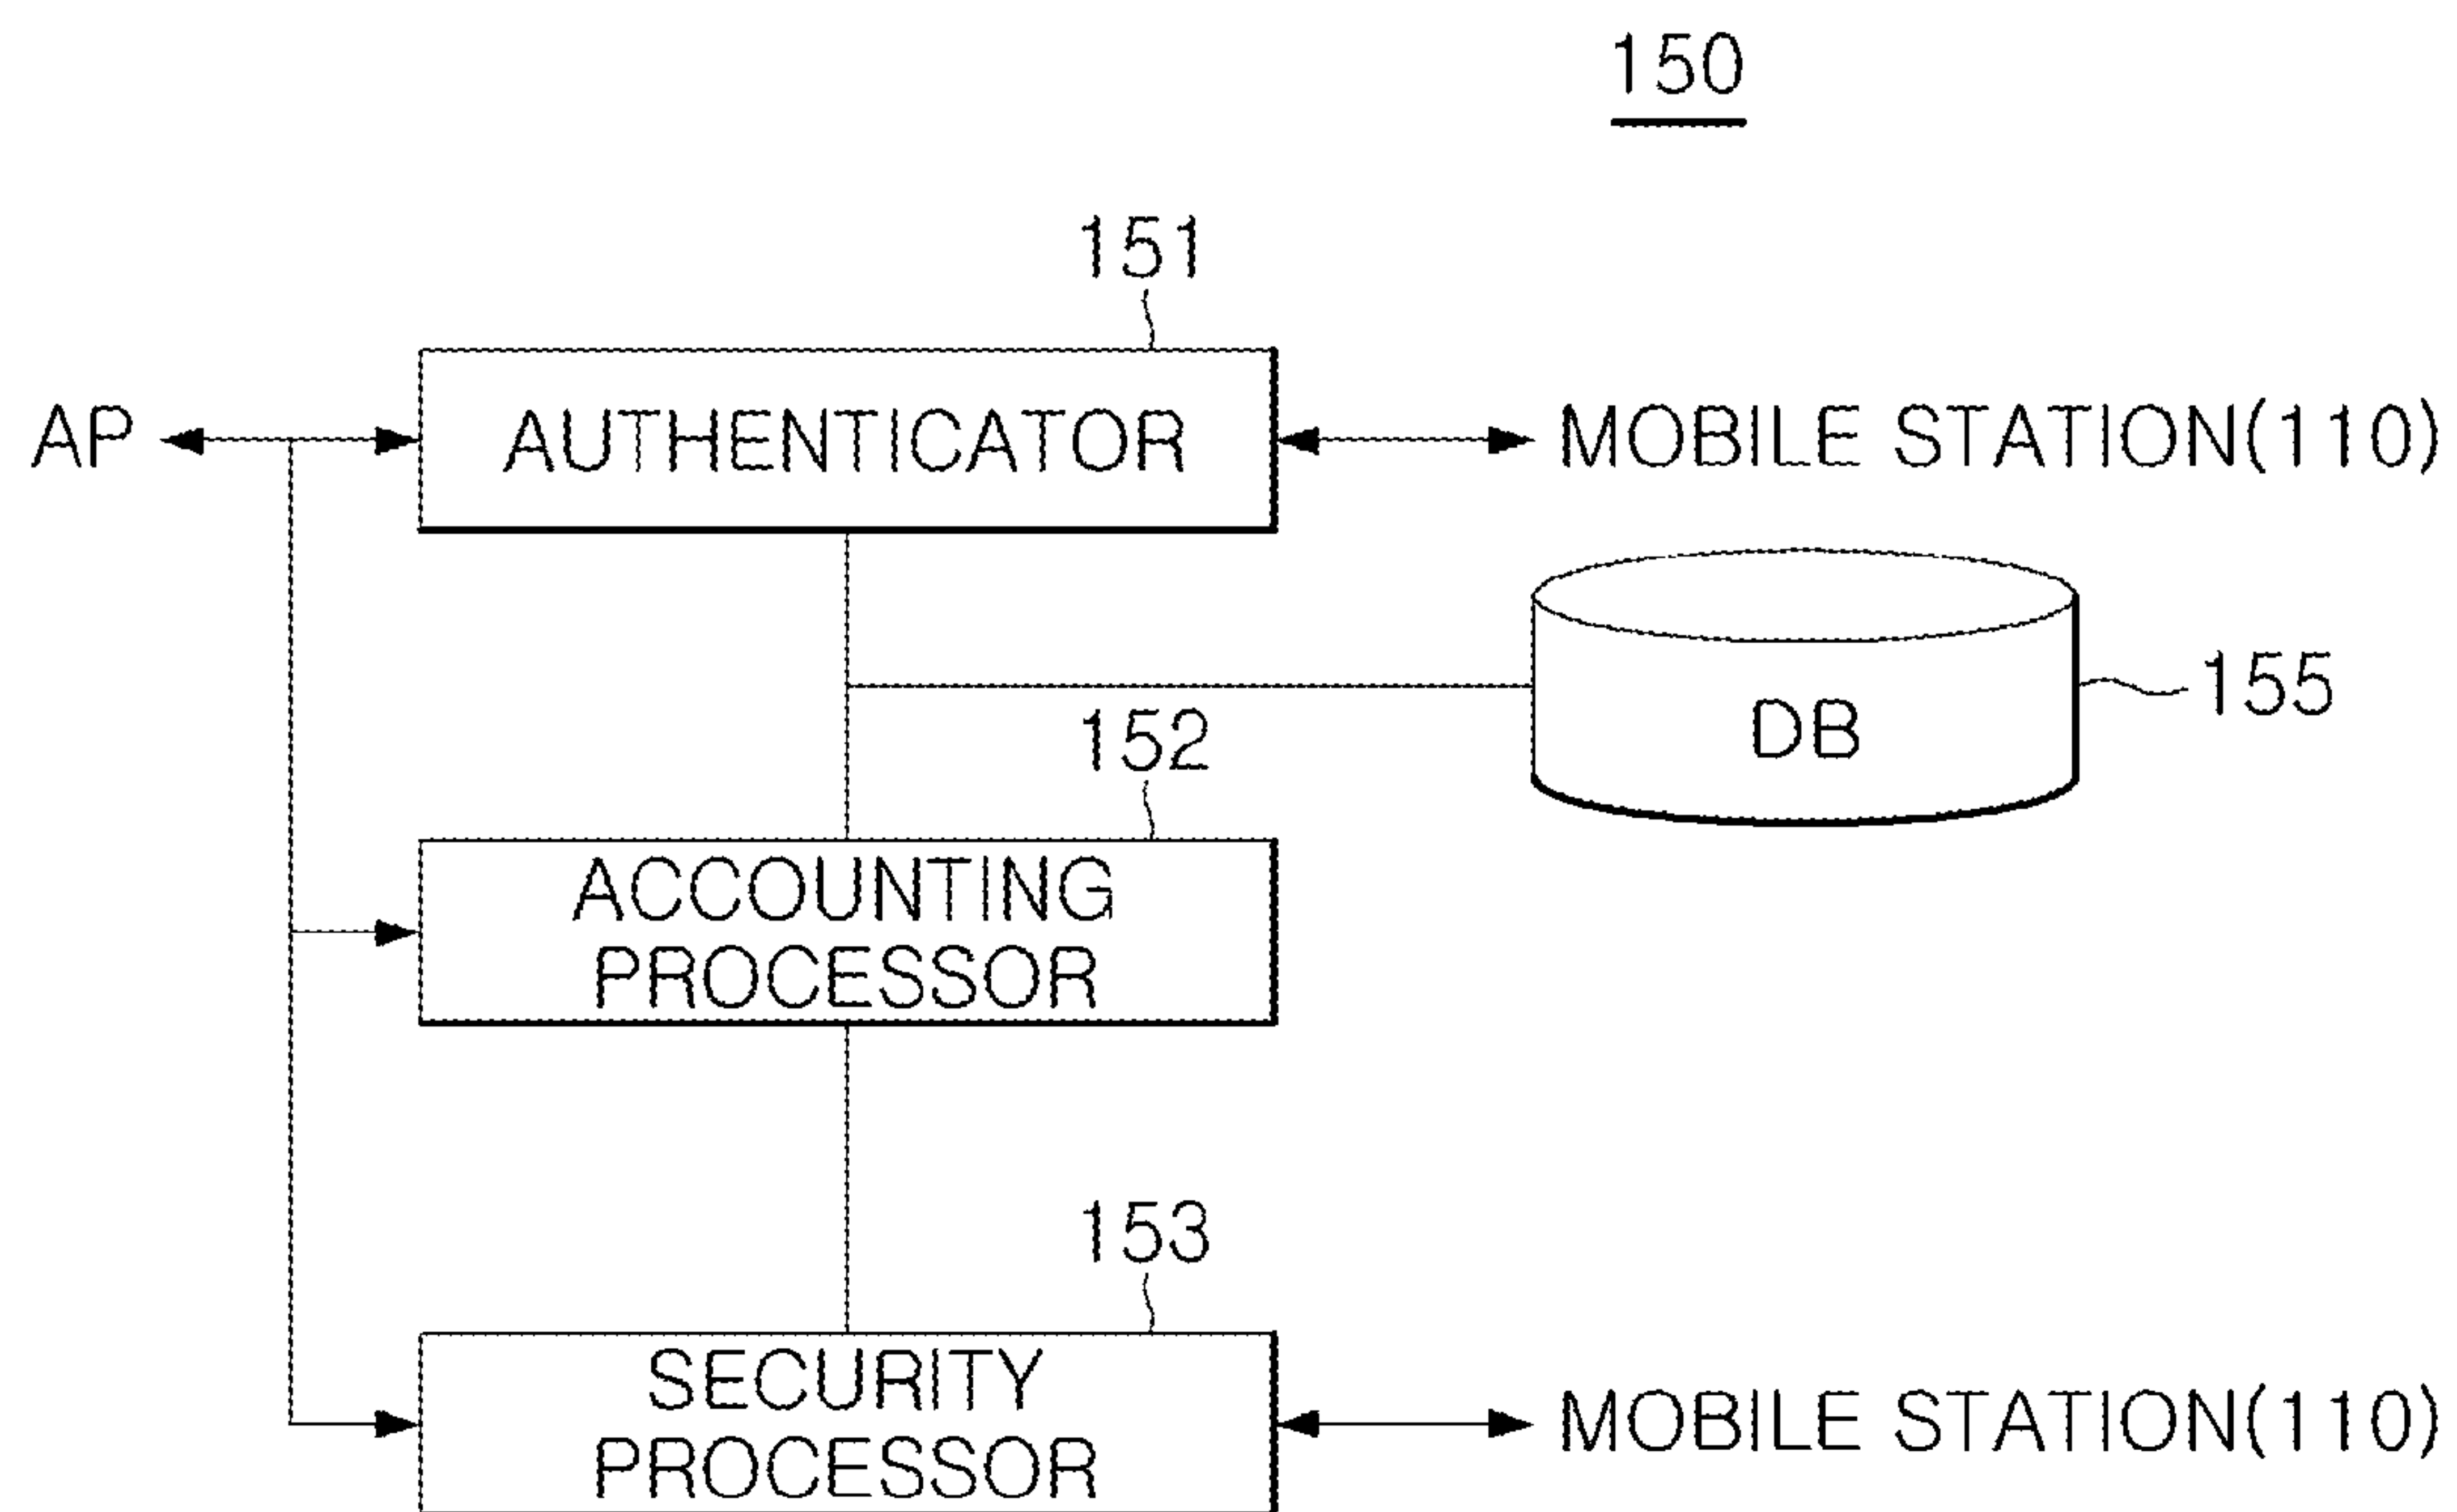 150
151
AP
AUTHENTICATOR
MOBILE STATION(110)
155
DB
152
ACCOUNTING
PROCESSOR
153
SECURITY
PROCESSOR
MOBILE STATION(110)